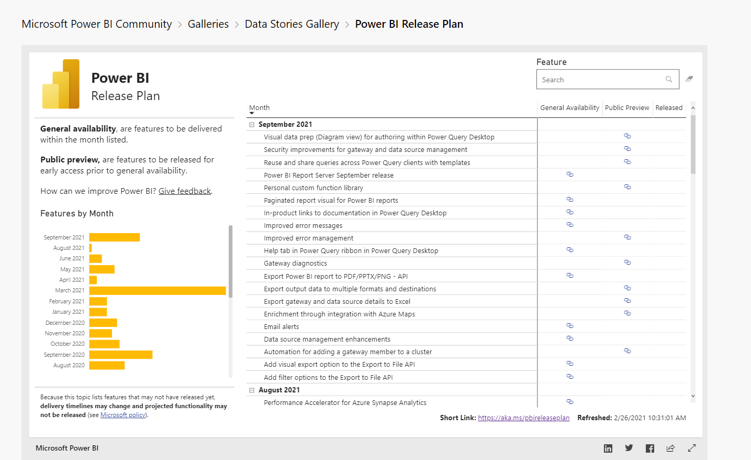 Microsoft Power BI Community > Galleries > Data Stories Gallery > Power BI Release Plan
Power BI
Release Plan
General availability, are features to be delivered
within the month listed.
Public preview, are features to be released for
early access prior to general availability.
How can we improve Power BI? Give feedback.
Features by Month
September 2021
August 2021
June 2021
May 2021
April 2021
March 2021
February 2021
January 2021
December 2020
November 2020
October 2020
September 2020
August 2020
Because this topic lists features that may not have released yet,
delivery timelines may change and projected functionality may
not be released (see Microsoft policy).
Feature
Search
Month General Availability Public Preview Released
September 2021
Visual data prep (Diagram view) for authoring within Power Query Desktop
Security improvements for gateway and data source management
Reuse and share queries across Power Query clients with templates
Power BI Report Server September release
Personal custom function library
Paginated report visual for Power BI reports
In-product links to documentation in Power Query Desktop
Improved error messages
Improved error management
Help tab in Power Query ribbon in Power Query Desktop
Gateway diagnostics
Export Power BI report to PDF/PPTX/PNG - API
Export output data to multiple formats and destinations
Export gateway and data source details to Excel
Enrichment through integration with Azure Maps
Email alerts
Data source management enhancements
Automation for adding a gateway member to a cluster
Add visual export option to the Export to File API
Add filter options to the Export to File API
August 2021
Performance Accelerator for Azure Synapse Analytics
Short Link: https://aka.ms/pbireleaseplan Refreshed: 2/26/2021 10:31:01 AM
Microsoft Power BI